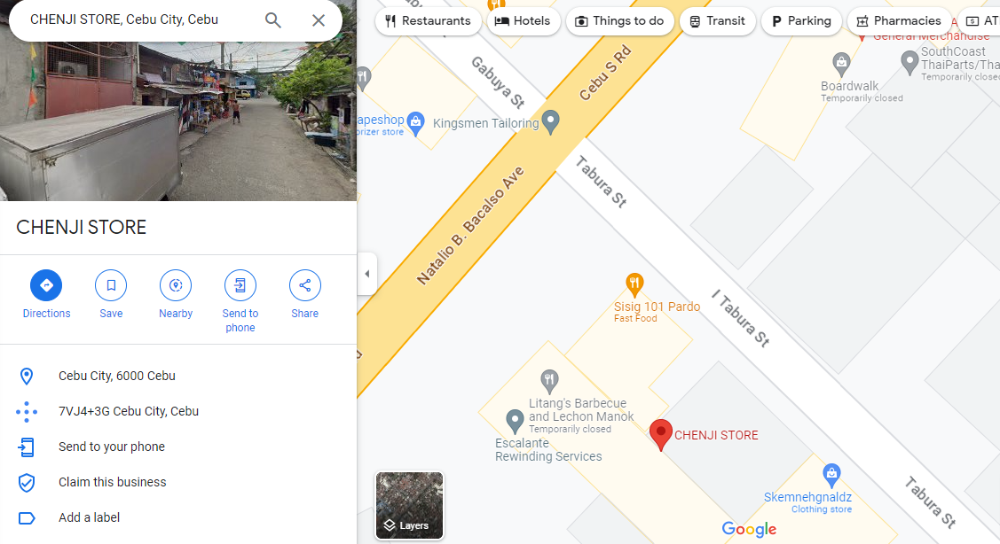 CHENJI STORE, Cebu City, Cebu
CHENJI STORE
Directions
Save
Nearby
Send to
phone
Share
Cebu City, 6000 Cebu
7VJ4+3G Cebu City, Cebu
Send to your phone
Claim this business
Add a label
Restaurants
Hotels
Things to do
Transit
Parking
Pharmacies
AT
General Merchandise
SouthCoast
ThaiParts/Tha
Temporarily close
Boardwalk
Temporarily closed
Gabuya St
Cebu S Rd
apeshop
orizer store
Kingsmen Tailoring
Tabura St
Natalio B. Bacalso Ave
Sisig 101 Pardo
Fast Food
I Tabura St
Litang's Barbecue
and Lechon Manok
Temporarily closed
Escalante
Rewinding Services
CHENJI STORE
Skemnehgnaldz
Clothing store
Tabura St
Layers
Google